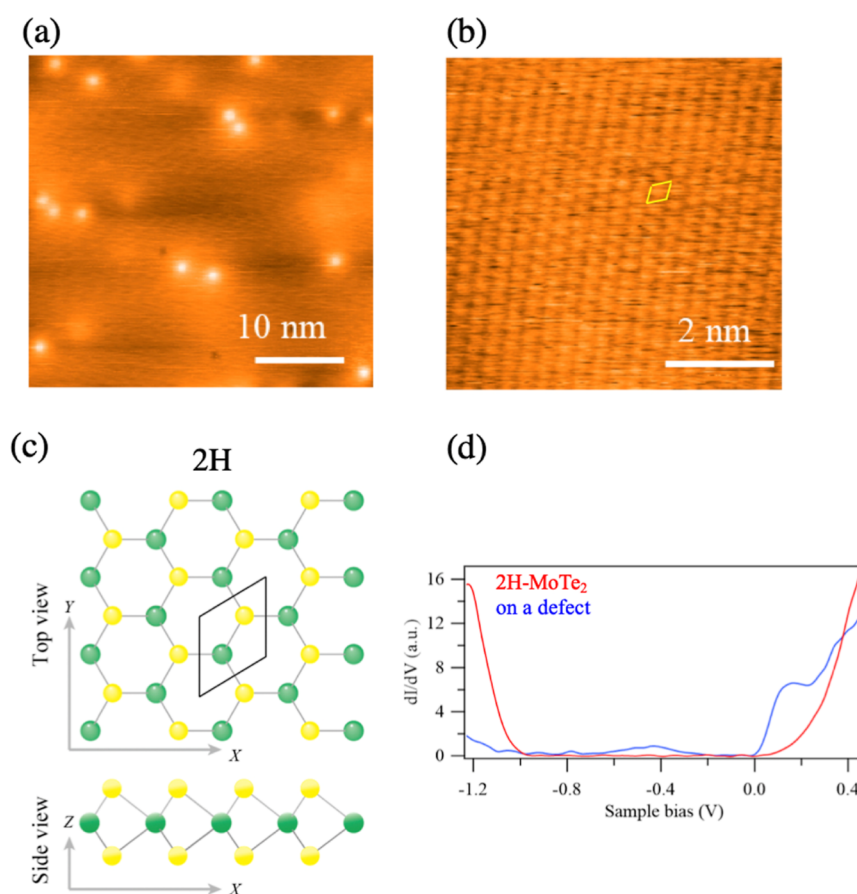 (a)
(b)
10 nm
2 nm
(c)
2H
(d)
Top view
Y
X
Side view
Z
X
2H-MoTe₂
on a defect
dI/dV (a.u.)
16
12
8
4
0
-1.2
-0.8
-0.4
0.0
0.4
Sample bias (V)